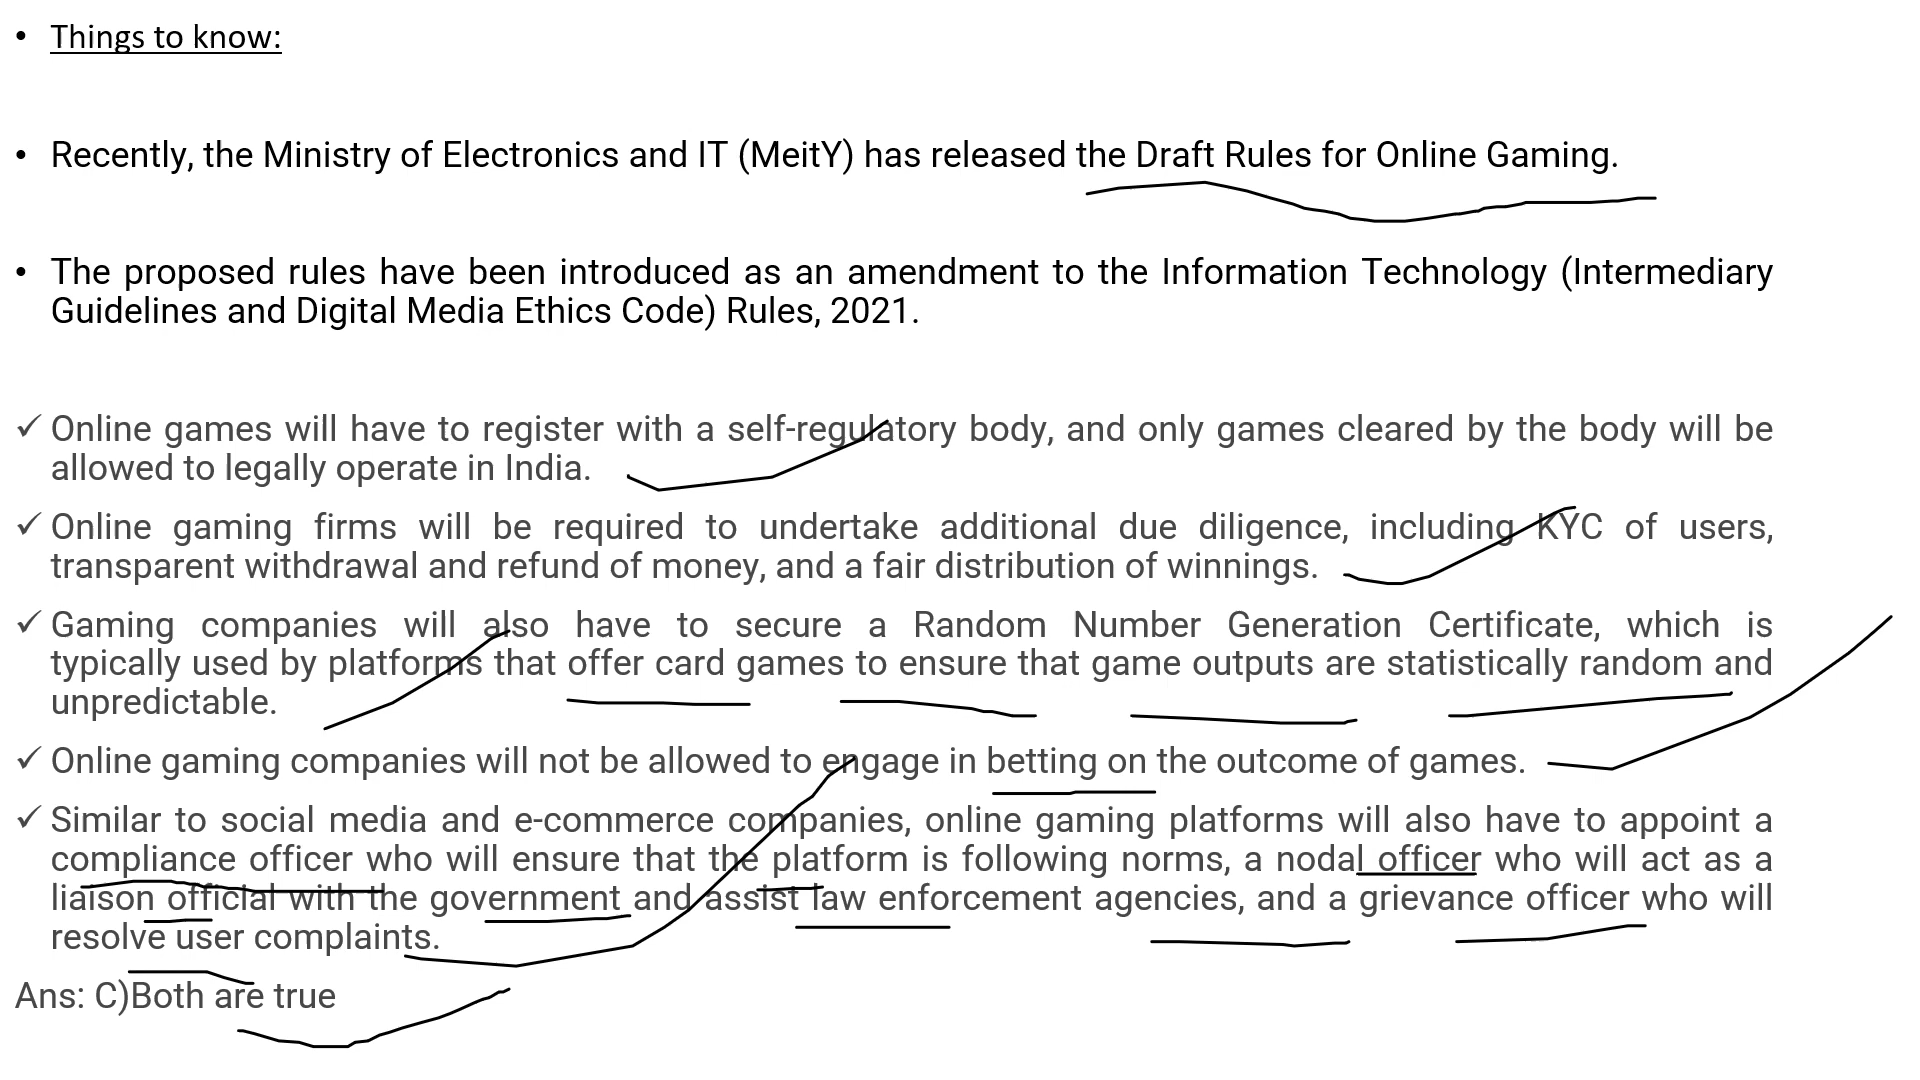 • Things to know:
• Recently, the Ministry of Electronics and IT (MeitY) has released the Draft Rules for Online Gaming.
• The proposed rules have been introduced as an amendment to the Information Technology (Intermediary
Guidelines and Digital Media Ethics Code) Rules, 2021.
✓ Online games will have to register with a self-regulatory body, and only games cleared by the body will be
allowed to legally operate in India.
✓ Online gaming firms will be required to undertake additional due diligence, including KYC of users,
transparent withdrawal and refund of money, and a fair distribution of winnings.
✓ Gaming companies will also have to secure a Random Number Generation Certificate, which is
typically used by platforms that offer card games to ensure that game outputs are statistically random and
unpredictable.
✓ Online gaming companies will not be allowed to engage in betting on the outcome of games.
✓ Similar to social media and e-commerce companies, online gaming platforms will also have to appoint a
compliance officer who will ensure that the platform is following norms, a nodal officer who will act as a
liaison official with the government and assist law enforcement agencies, and a grievance officer who will
resolve user complaints.
Ans: C)Both are true